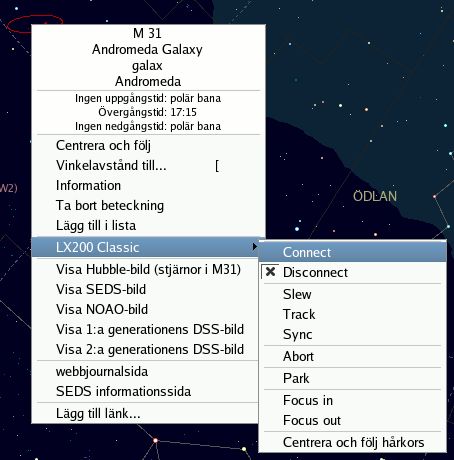 M 31
Andromeda Galaxy
galax
Andromeda
Ingen uppgångstid: polär bana
Övergångstid: 17:15
Ingen nedgångstid: polär bana
Centrera och följ
Vinkelavstånd till... [
Information
Ta bort beteckning
Lägg till i lista
LX200 Classic
Visa Hubble-bild (stjärnor i M31)
Visa SEDS-bild
Visa NOAO-bild
Visa 1:a generationens DSS-bild
Visa 2:a generationens DSS-bild
webbjournalsida
SEDS informationssida
Lägg till länk...
Connect
Disconnect
Slew
Track
Sync
Abort
Park
Focus in
Focus out
Centrera och följ hårkors
W2)
ÖDLAN